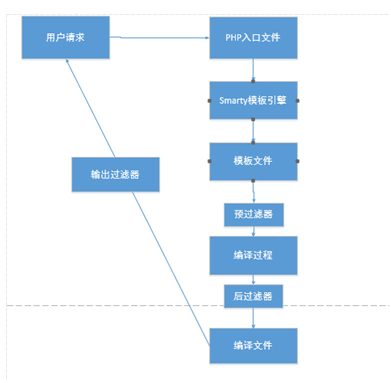 用户请求
PHP入口文件
Smarty模板引擎
模板文件
输出过滤器
预过滤器
编译过程
后过滤器
编译文件